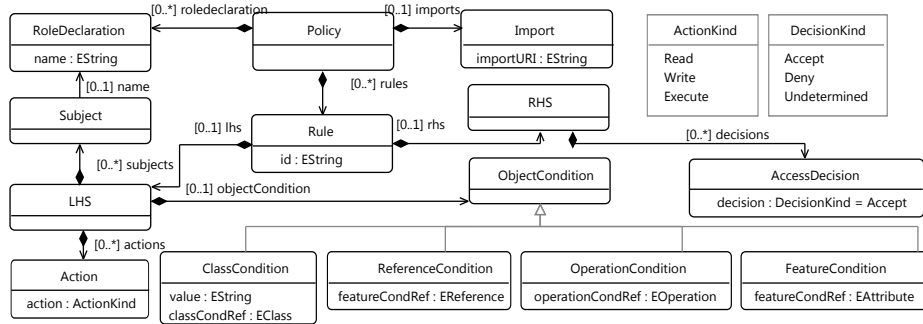 [0..*] roledeclaration
[0..1] imports
RoleDeclaration
name : EString
Policy
Import
importURI : EString
ActionKind
Read
Write
Execute
DecisionKind
Accept
Deny
Undetermined
[0..1] name
[0..*] rules
Subject
[0..1] lhs
Rule
id : EString
[0..1] rhs
RHS
[0..*] decisions
[0..*] subjects
[0..1] objectCondition
LHS
ObjectCondition
AccessDecision
decision : DecisionKind = Accept
[0..*] actions
Action
action : ActionKind
ClassCondition
value : EString
classCondRef : EClass
ReferenceCondition
featureCondRef : EReference
OperationCondition
operationCondRef : EOperation
FeatureCondition
featureCondRef : EAttribute